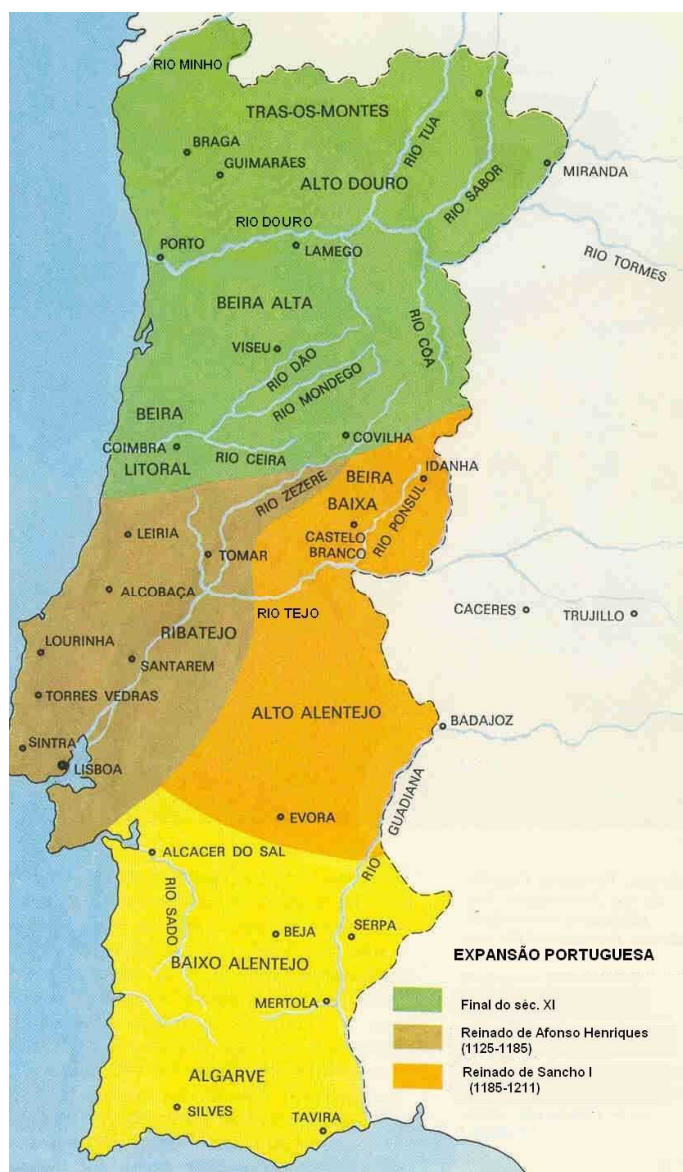 RIO MINHO
TRAS-OS-MONTES
RIO TUA
BRAGA
GUIMARÃES
ALTO DOURO
RIO SABOR
MIRANDA
RIO DOURO
PORTO
LAMEGO
RIO TORMES
BEIRA ALTA
RIO CÔA
VISEU
RIO DÃO
RIO MONDEGO
BEIRA
COVILHA
COIMBRA
RIO CEIRA
LITORAL
BEIRA
IDANHA
RIO ZEZERE
BAIXA
RIO PONSUL
LEIRIA
CASTELO
BRANCO
TOMAR
ALCOBAÇA
RIO TEJO
CACERES
TRUJILLO
RIBATEJO
LOURINHA
SANTAREM
TORRES VEDRAS
ALTO ALENTEJO
BADAJOZ
SINTRA
LISBOA
RIO GUADIANA
EVORA
ALCACER DO SAL
RIO SADO
BEJA
SERPA
BAIXO ALENTEJO
MERTOLA
ALGARVE
SILVES
TAVIRA
EXPANSÃO PORTUGUESA
Final do séc. XI
Reinado de Afonso Henriques
(1125-1185)
Reinado de Sancho I
(1185-1211)